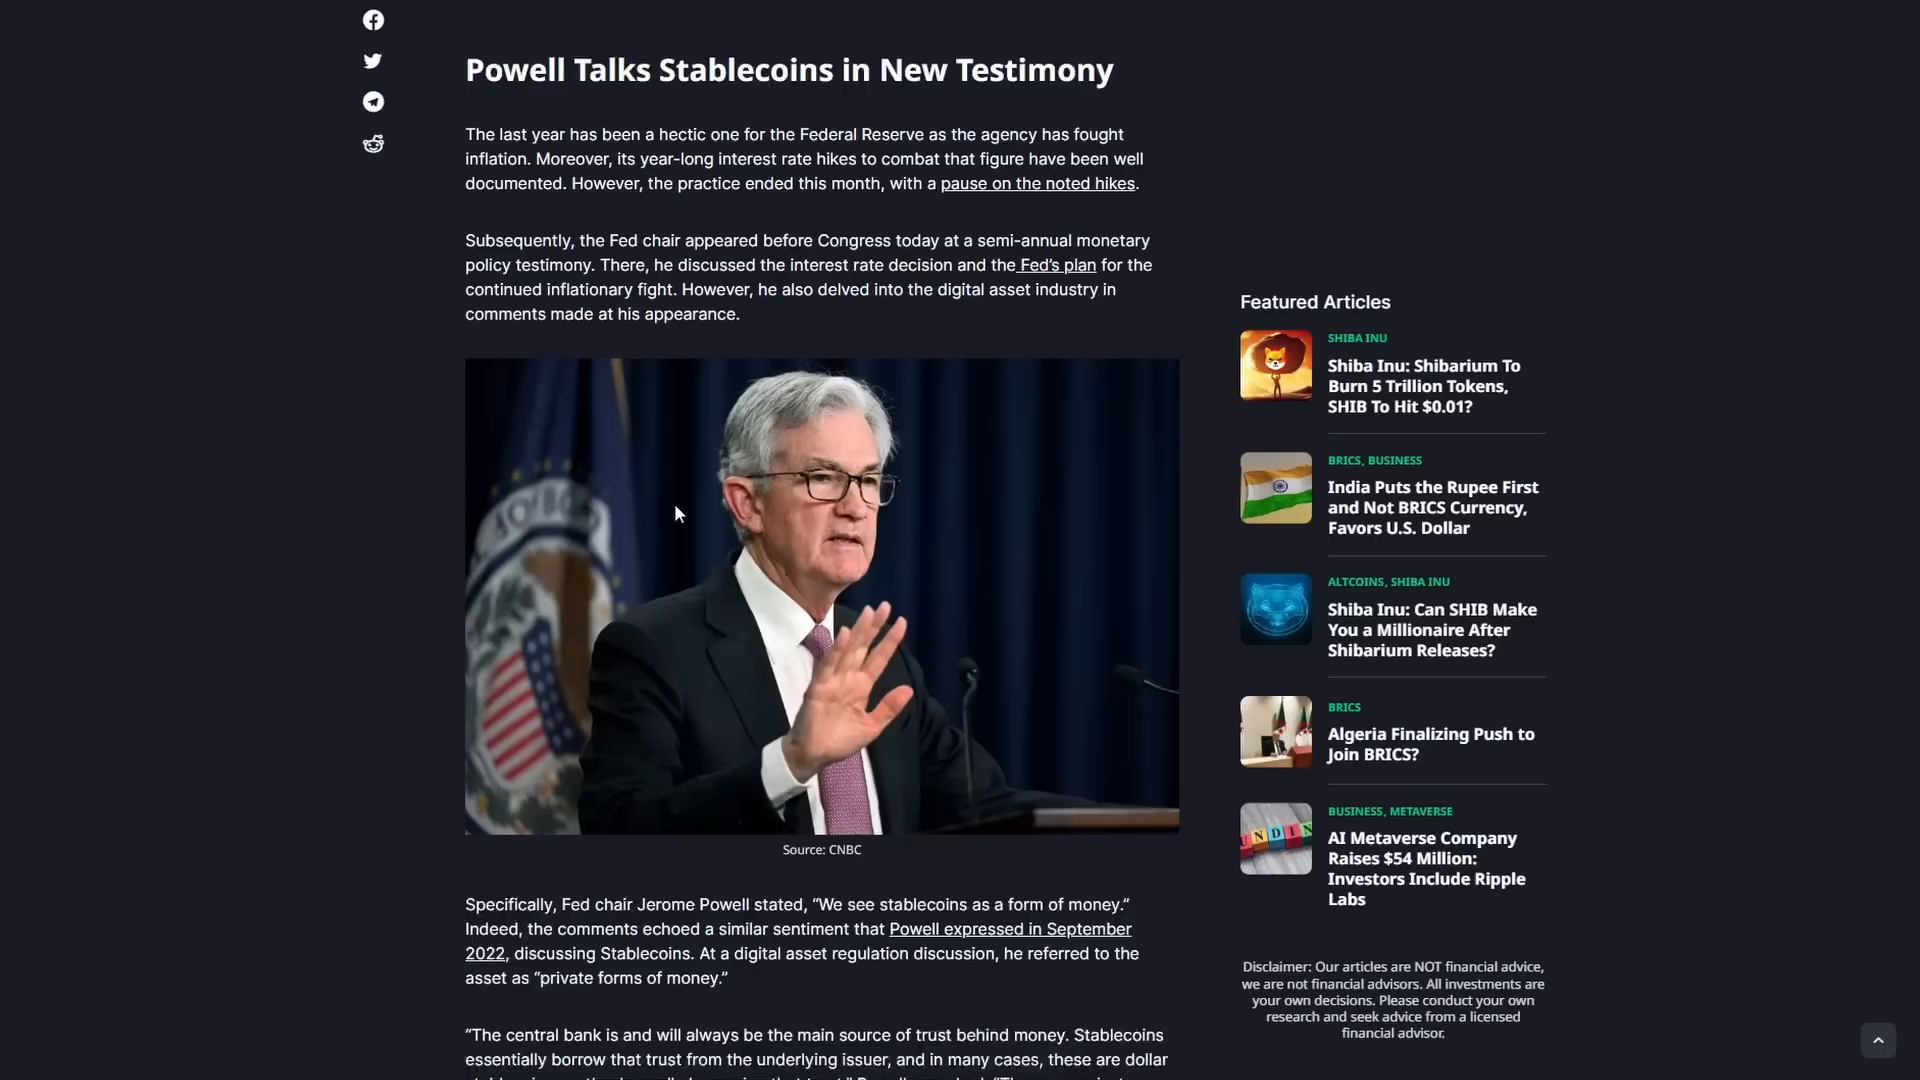 Powell Talks Stablecoins in New Testimony
The last year has been a hectic one for the Federal Reserve as the agency has fought
inflation. Moreover, its year-long interest rate hikes to combat that figure have been well
documented. However, the practice ended this month, with a pause on the noted hikes.
Subsequently, the Fed chair appeared before Congress today at a semi-annual monetary
policy testimony. There, he discussed the interest rate decision and the Fed’s plan for the
continued inflationary fight. However, he also delved into the digital asset industry in
comments made at his appearance.
Source: CNBC
Specifically, Fed chair Jerome Powell stated, “We see stablecoins as a form of money.”
Indeed, the comments echoed a similar sentiment that Powell expressed in September
2022, discussing Stablecoins. At a digital asset regulation discussion, he referred to the
asset as “private forms of money.”
“The central bank is and will always be the main source of trust behind money. Stablecoins
essentially borrow that trust from the underlying issuer, and in many cases, these are dollar
Featured Articles
SHIBA INU
Shiba Inu: Shibarium To
Burn 5 Trillion Tokens,
SHIB To Hit $0.01?
BRICS, BUSINESS
India Puts the Rupee First
and Not BRICS Currency,
Favors U.S. Dollar
ALTCOINS, SHIBA INU
Shiba Inu: Can SHIB Make
You a Millionaire After
Shibarium Releases?
BRICS
Algeria Finalizing Push to
Join BRICS?
UNDIN
BUSINESS, METAVERSE
AI Metaverse Company
Raises $54 Million:
Investors Include Ripple
Labs
Disclaimer: Our articles are NOT financial advice,
we are not financial advisors. All investments are
your own decisions. Please conduct your own
research and seek advice from a licensed
financial advisor.